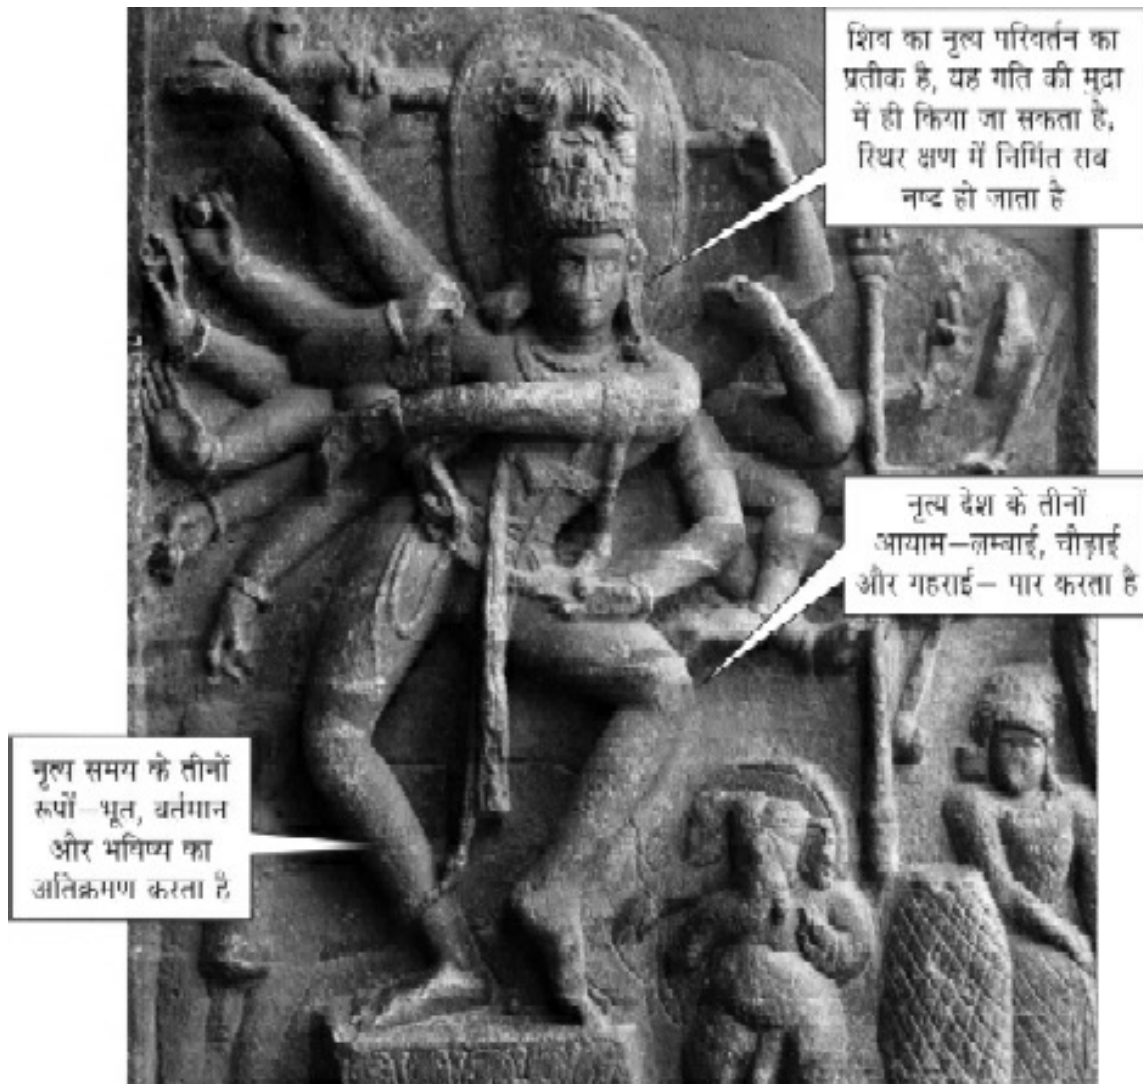 शिव का नृत्य परिवर्तन का
प्रतीक है, यह गति की मुद्रा
में ही किया जा सकता है,
स्थिर क्षण में निर्मित सब
नष्ट हो जाता है
नृत्य देश के तीनों
आयाम–लम्बाई, चौड़ाई
और गहराई– पार करता है
नृत्य समय के तीनों
रूपों–भूत, वर्तमान
और भविष्य का
अतिक्रमण करता है